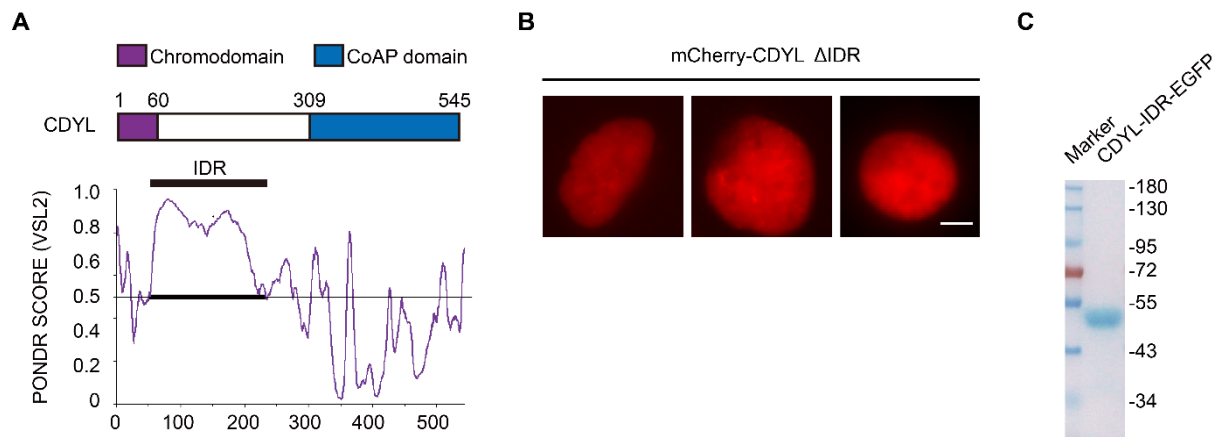 A
Chromodomain
CoAP domain
1 60 309 545
CDYL
IDR
PONDR SCORE (VSL2)
1.0
0.8
0.6
0.5
0.4
0.2
0
0 100 200 300 400 500
B
mCherry-CDYL ΔIDR
C
Marker
CDYL-IDR-EGFP
-180
-130
-95
-72
-55
-43
-34